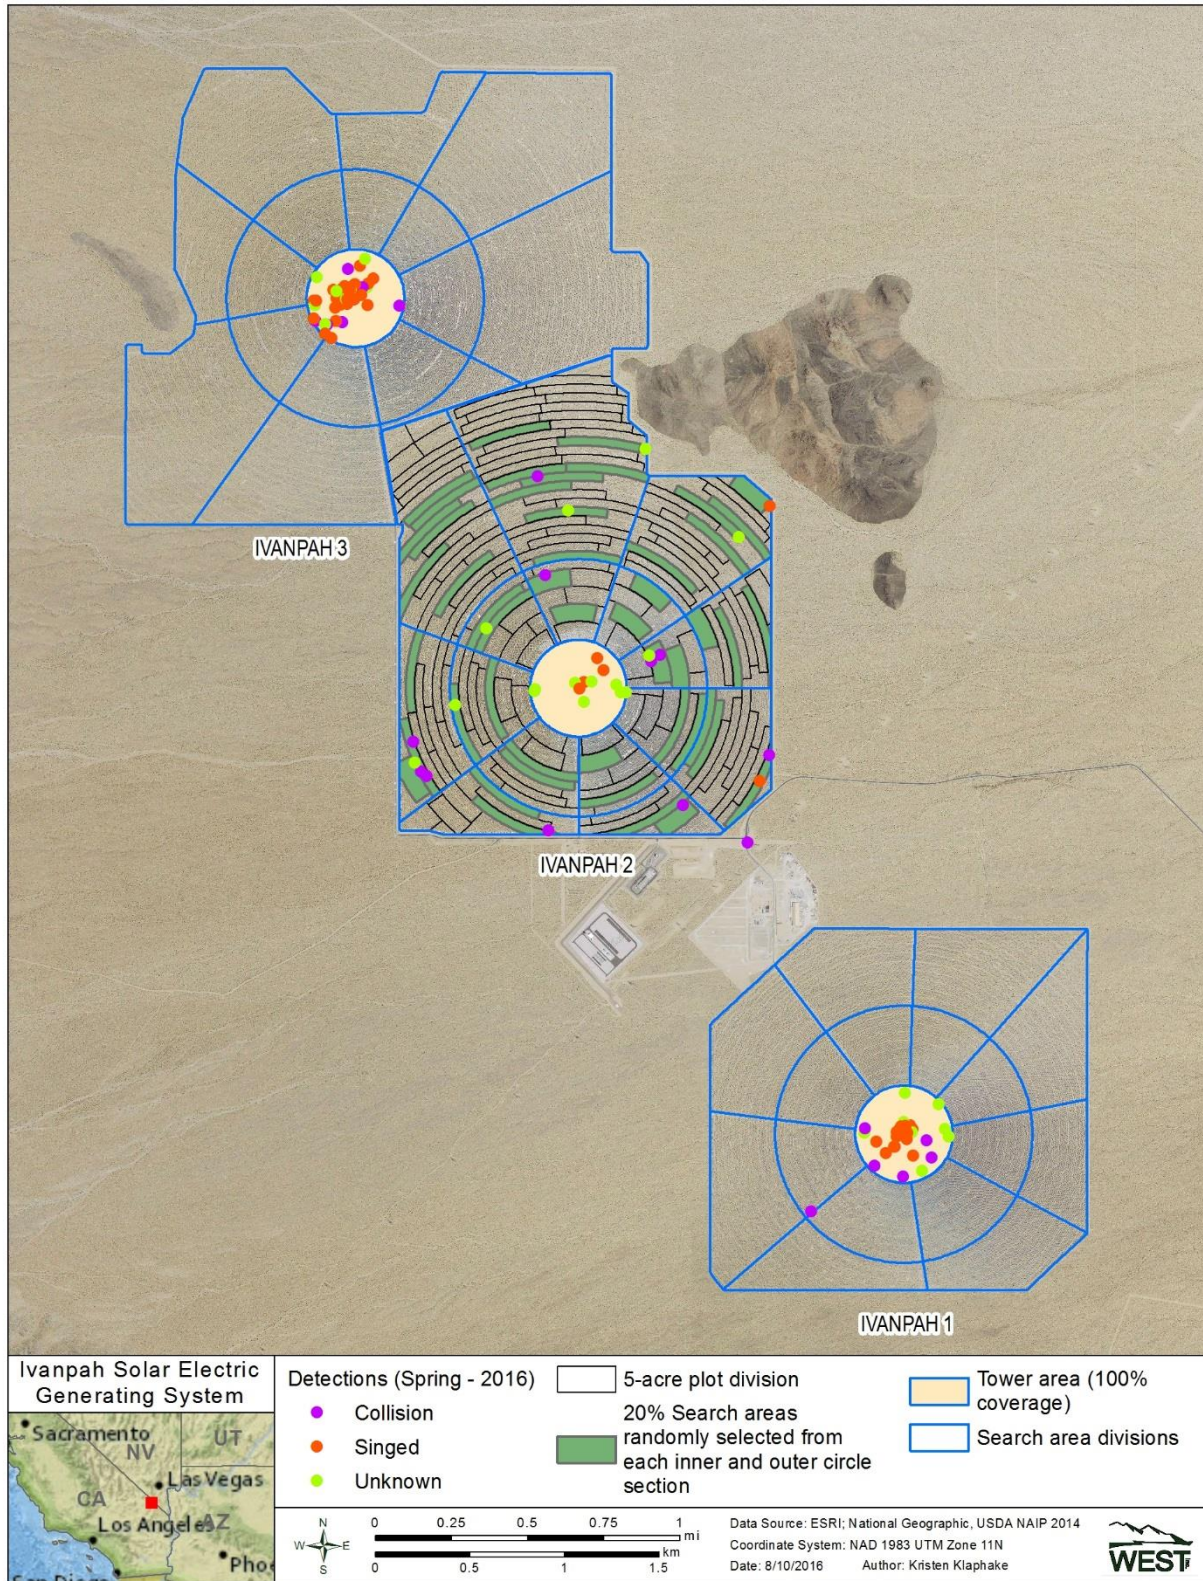 IVANPAH 3
IVANPAH 2
IVANPAH 1
Ivanpah Solar Electric
Generating System
Sacramento
NV
UT
Las Vegas
CA
Los Angeles
AZ
Detections (Spring - 2016)
Collision
Singed
Unknown
5-acre plot division
20% Search areas
randomly selected from
each inner and outer circle
section
Tower area (100%
coverage)
Search area divisions
N
W E
S
0 0.25 0.5 0.75 1
mi
km
0 0.5 1 1.5
Data Source: ESRI; National Geographic, USDA NAIP 2014
Coordinate System: NAD 1983 UTM Zone 11N
Date: 8/10/2016 Author: Kristen Klaphake
WEST